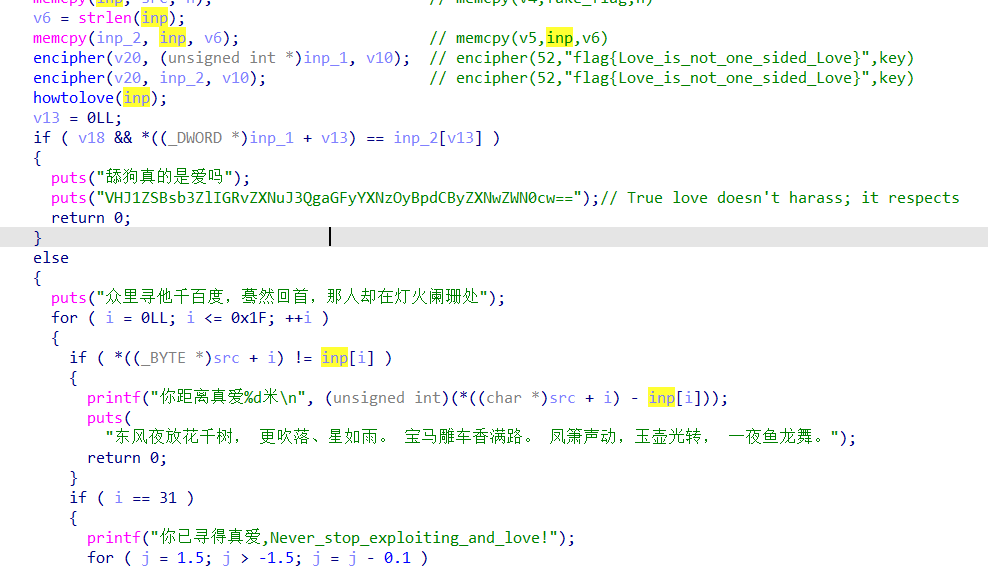 memcpy(inp, src, n); // memcpy(v4,fake_flag,n)
v6 = strlen(inp);
memcpy(inp_2, inp, v6); // memcpy(v5,inp,v6)
encipher(v20, (unsigned int *)inp_1, v10); // encipher(52,"flag{Love_is_not_one_sided_Love}",key)
encipher(v20, inp_2, v10); // encipher(52,"flag{Love_is_not_one_sided_Love}",key)
howtolove(inp);
v13 = 0LL;
if ( v18 && *((_DWORD *)inp_1 + v13) == inp_2[v13] )
{
puts("舔狗真的是爱吗");
puts("VHJ1ZSBsb3ZlIGRvZXNuJ3QgaGFyYXNzOyBpdCByZXNwZWN0cw==");// True love doesn't harass; it respects
return 0;
}
else
{
puts("众里寻他千百度，蓦然回首，那人却在灯火阑珊处");
for ( i = 0LL; i <= 0x1F; ++i )
{
if ( *((_BYTE *)src + i) != inp[i] )
{
printf("你距离真爱%d米\n", (unsigned int)(*((char *)src + i) - inp[i]));
puts(
"东风夜放花千树， 更吹落、星如雨。 宝马雕车香满路。 凤箫声动，玉壶光转， 一夜鱼龙舞。");
return 0;
}
if ( i == 31 )
{
printf("你已寻得真爱,Never_stop_exploiting_and_love!");
for ( j = 1.5; j > -1.5; j = j - 0.1 )